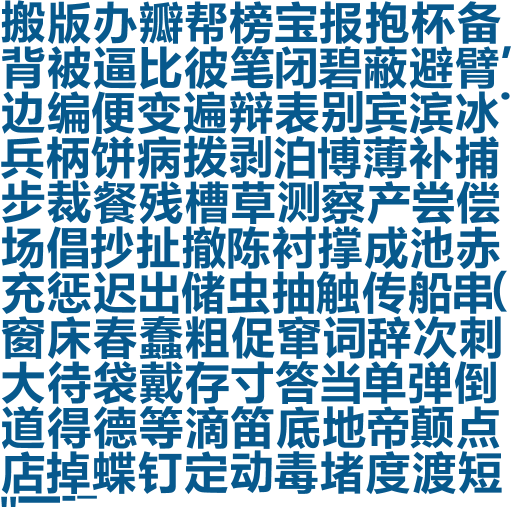 搬版办瓣帮榜宝报抱杯备
背被逼比彼笔闭碧蔽避臂,
边编便变遍辩表别宾滨冰.
兵柄饼病拨剥泊博薄补捕
步裁餐残槽草测察产尝偿
场倡抄扯撤陈衬撑成池赤
充惩迟出储虫抽触传船串(
窗床春蠢粗促窜词辞次刺
大待袋戴存寸答当单弹倒
道得德等滴笛底地帝颠点
店掉蝶钉定动毒堵度渡短